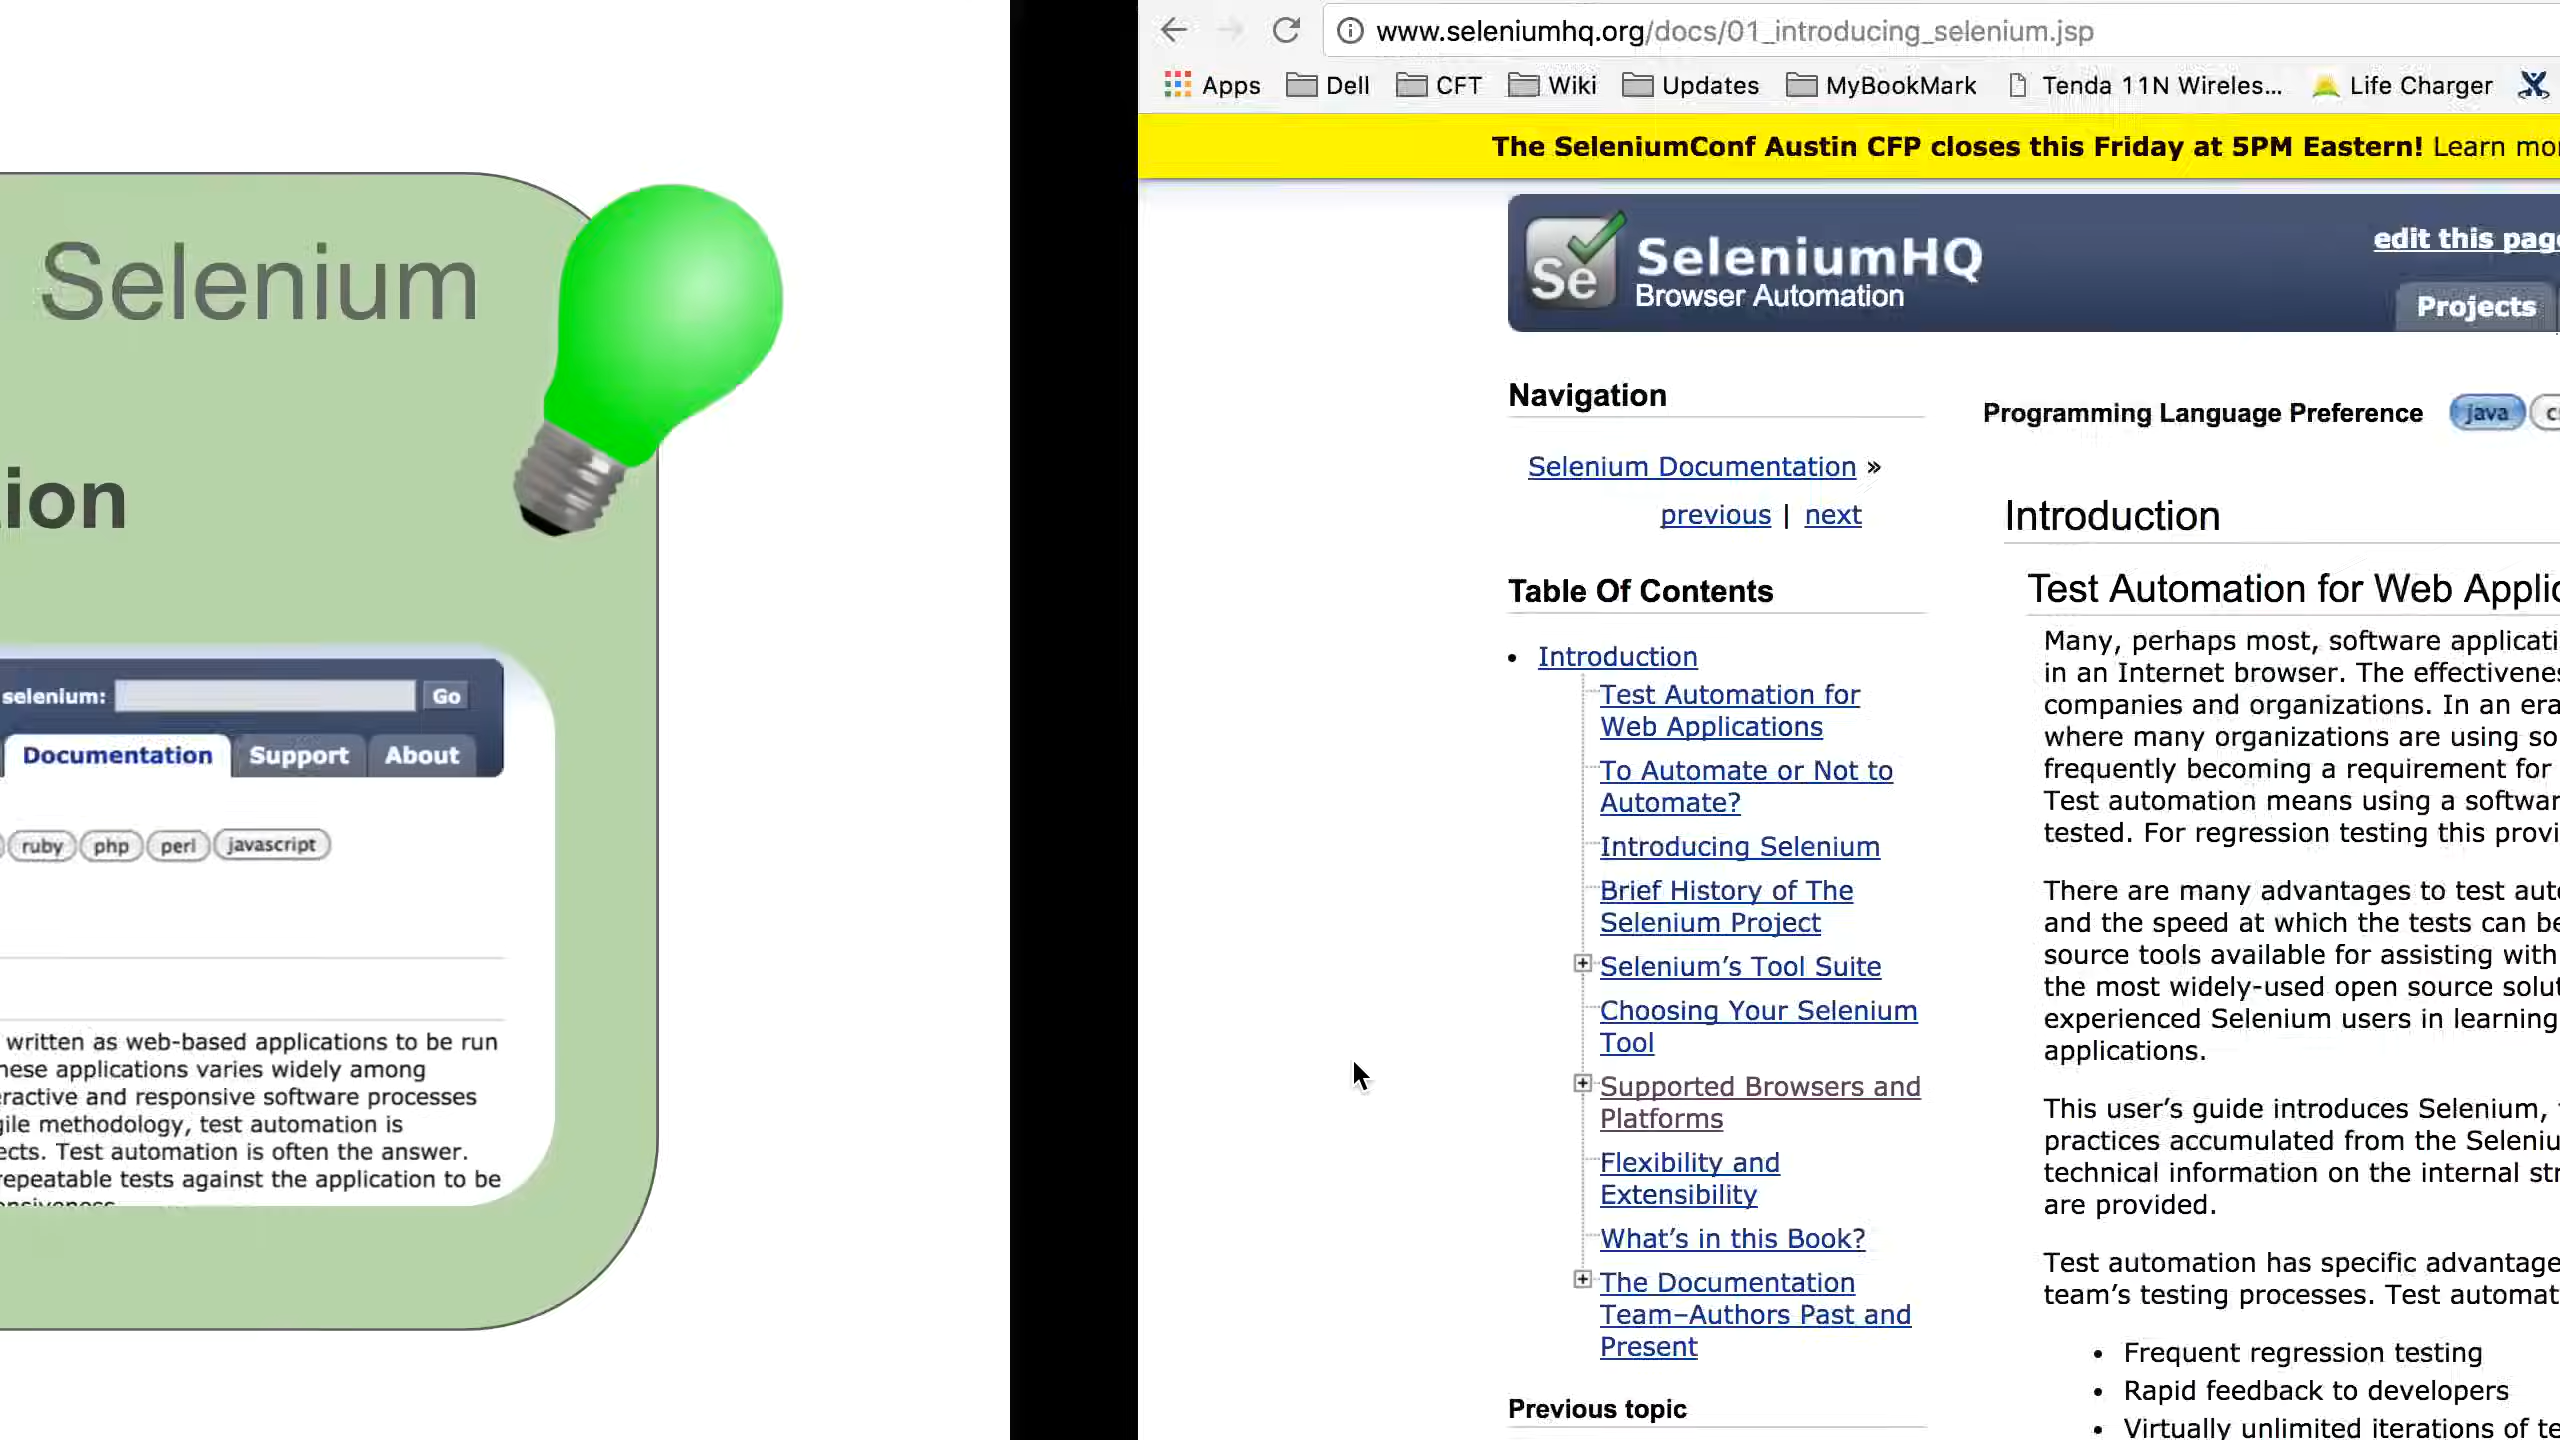 Selenium
ion
selenium: Go
Documentation Support About
ruby php perl javascript
written as web-based applications to be run
hese applications varies widely among
eractive and responsive software processes
gile methodology, test automation is
ects. Test automation is often the answer.
repeatable tests against the application to be
www.seleniumhq.org/docs/01_introducing_selenium.jsp
Apps Dell CFT Wiki Updates MyBookMark Tenda 11N Wireles... Life Charger
The SeleniumConf Austin CFP closes this Friday at 5PM Eastern! Learn mo
Se SeleniumHQ
Browser Automation
edit this page
Projects
Navigation
Selenium Documentation »
previous | next
Table Of Contents
• Introduction
Test Automation for
Web Applications
To Automate or Not to
Automate?
Introducing Selenium
Brief History of The
Selenium Project
Selenium’s Tool Suite
Choosing Your Selenium
Tool
Supported Browsers and
Platforms
Flexibility and
Extensibility
What’s in this Book?
The Documentation
Team–Authors Past and
Present
Previous topic
Programming Language Preference java c
Introduction
Test Automation for Web Applic
Many, perhaps most, software applicati
in an Internet browser. The effectivenes
companies and organizations. In an era
where many organizations are using so
frequently becoming a requirement for
Test automation means using a softwar
tested. For regression testing this provi
There are many advantages to test auto
and the speed at which the tests can be
source tools available for assisting with
the most widely-used open source solut
experienced Selenium users in learning
applications.
This user’s guide introduces Selenium,
practices accumulated from the Seleniu
technical information on the internal str
are provided.
Test automation has specific advantage
team’s testing processes. Test automat
• Frequent regression testing
• Rapid feedback to developers
• Virtually unlimited iterations of te